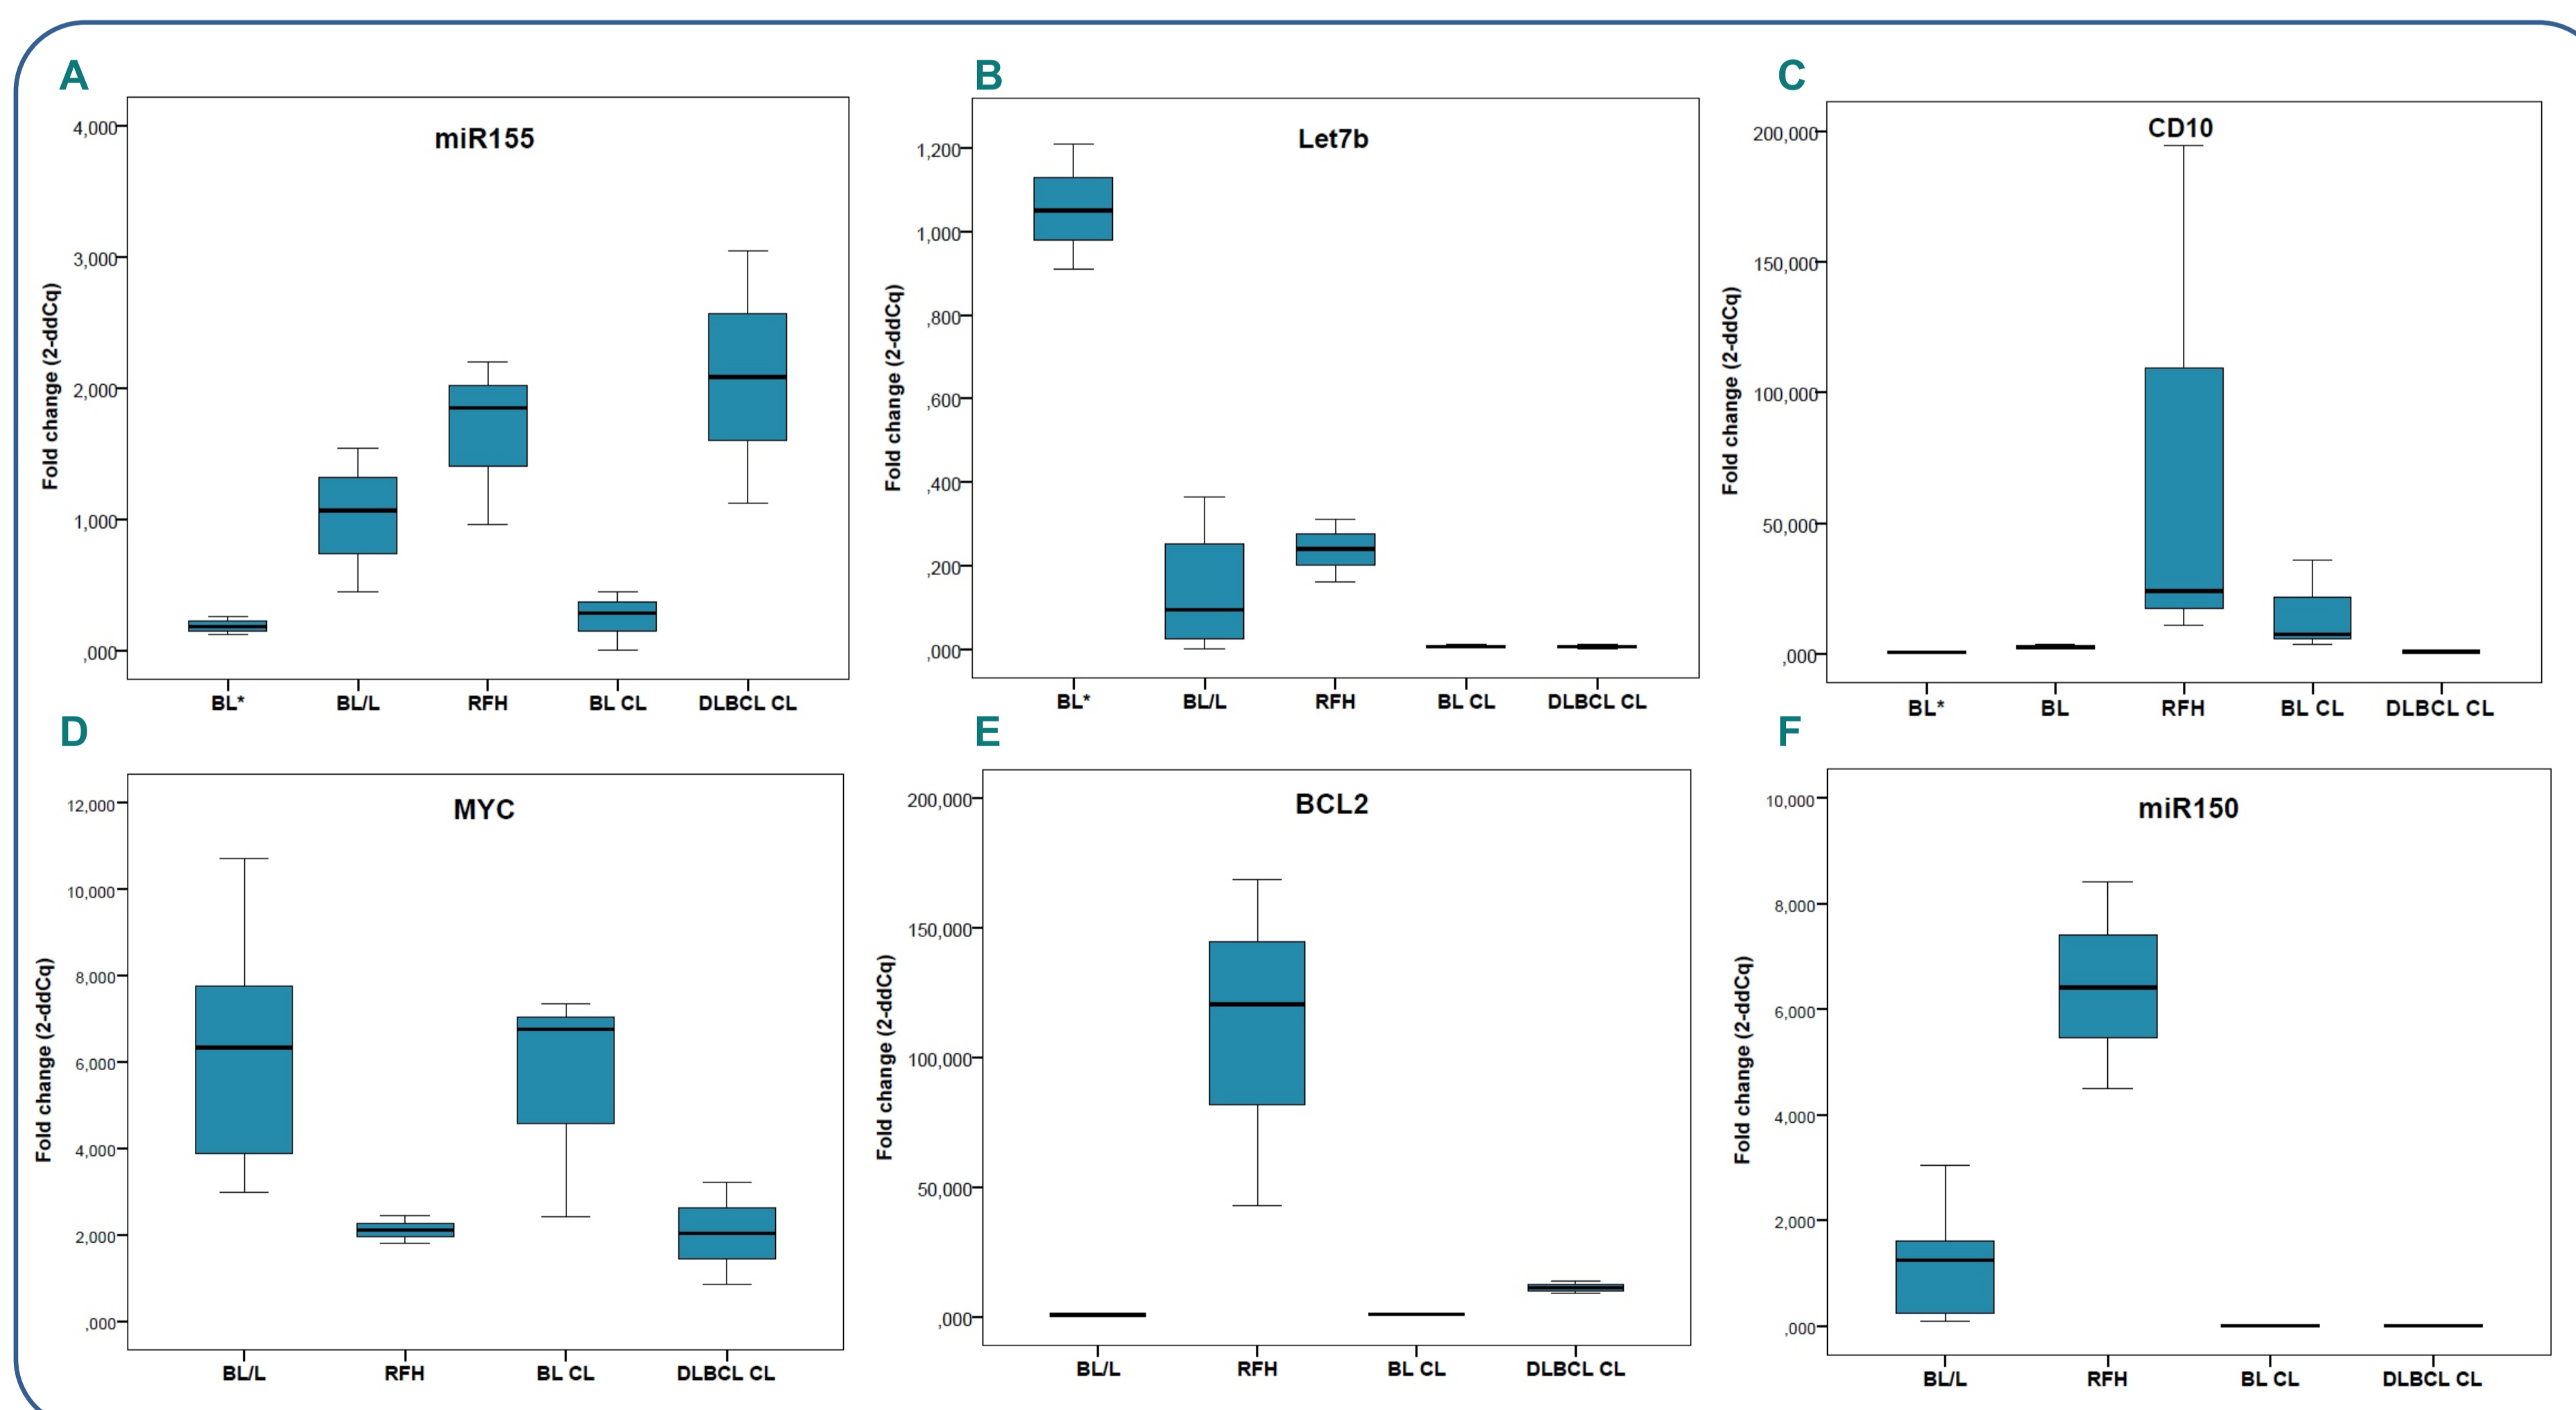 A
miR155
Fold change (2-ddCq)
4,000
3,000
2,000
1,000
,000
BL*
BL/L
RFH
BL CL
DLBCL CL
B
Let7b
Fold change (2-ddCq)
1,200
1,000
,800
,600
,400
,200
,000
BL*
BL/L
RFH
BL CL
DLBCL CL
C
CD10
Fold change (2-ddCq)
200,000
150,000
100,000
50,000
,000
BL*
BL
RFH
BL CL
DLBCL CL
D
MYC
Fold change (2-ddCq)
12,000
10,000
8,000
6,000
4,000
2,000
,000
BL/L
RFH
BL CL
DLBCL CL
E
BCL2
Fold change (2-ddCq)
200,000
150,000
100,000
50,000
,000
BL/L
RFH
BL CL
DLBCL CL
F
miR150
Fold change (2-ddCq)
10,000
8,000
6,000
4,000
2,000
,000
BL/L
RFH
BL CL
DLBCL CL